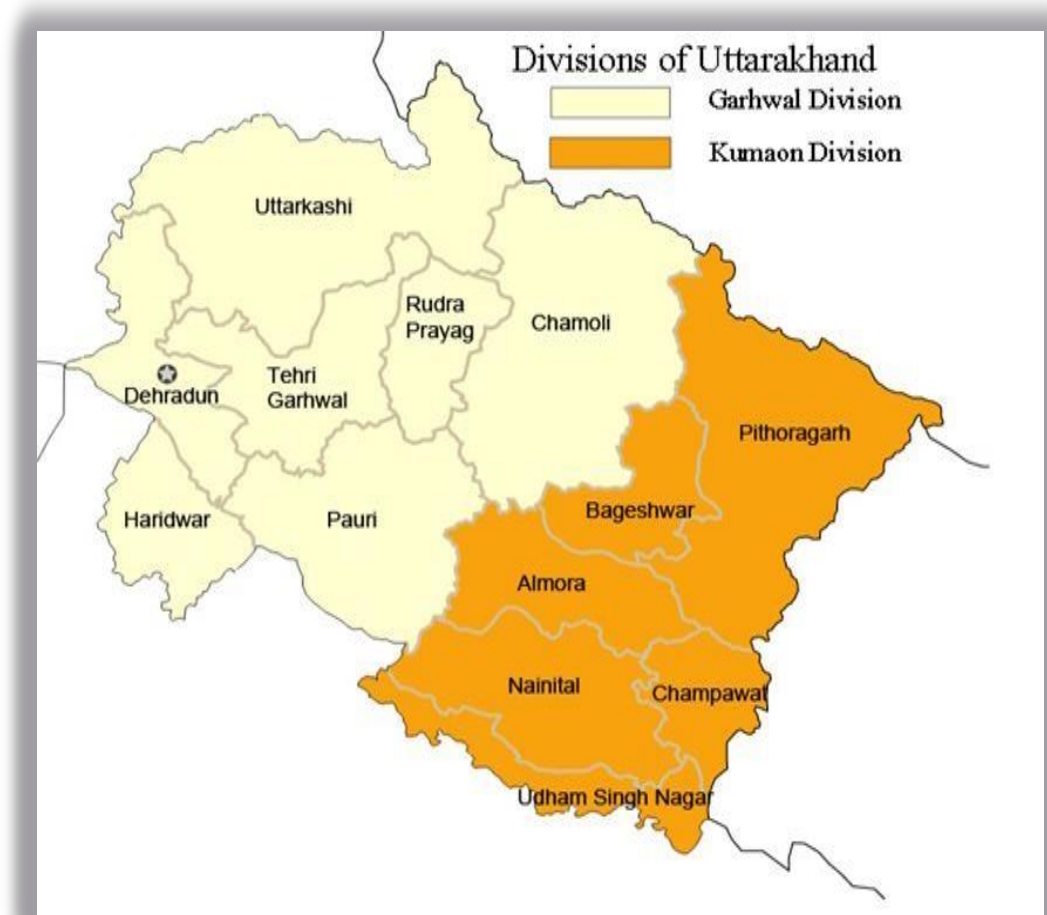 Divisions of Uttarakhand
Garhwal Division
Kumaon Division
Uttarkashi
Rudra
Prayag
Chamoli
Tehri
Garhwal
Dehradun
Pithoragarh
Haridwar
Pauri
Bageshwar
Almora
Nainital
Champawat
Udham Singh Nagar